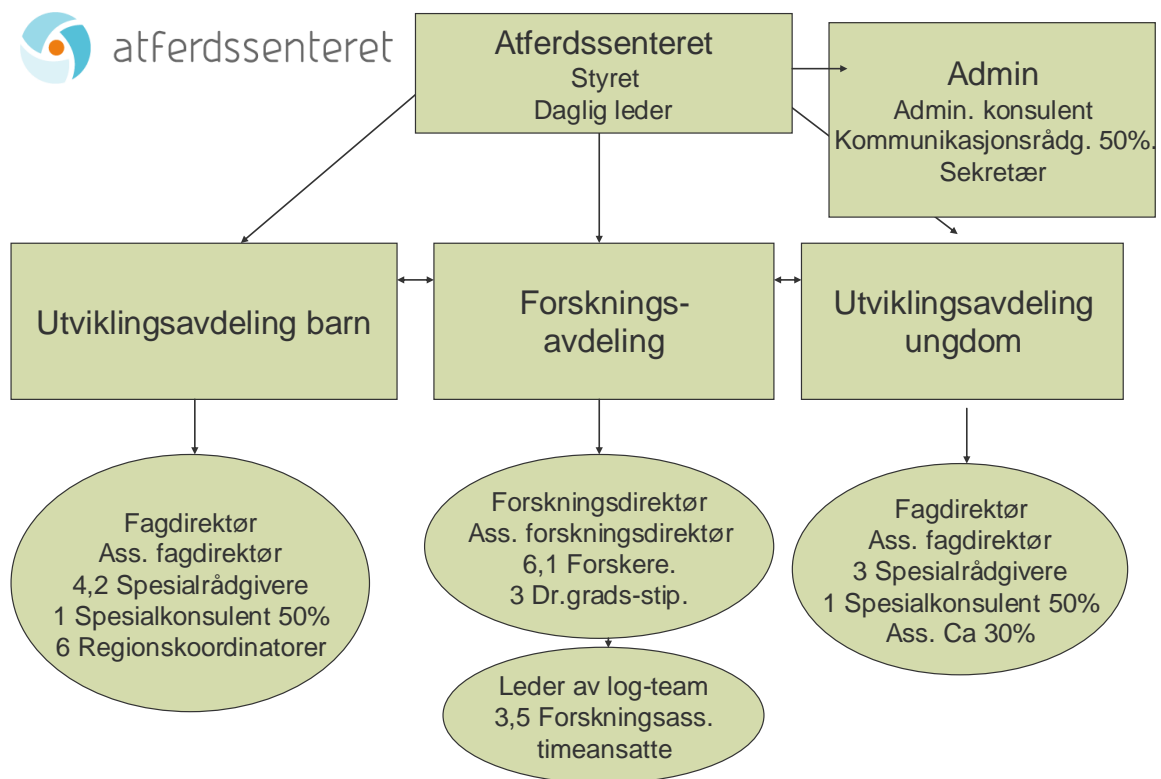 atferdssenteret
Atferdssenteret
Styret
Daglig leder
Admin
Admin. konsulent
Kommunikasjonsrådg. 50%.
Sekretær
Utviklingsavdeling barn
Forsknings-
avdeling
Utviklingsavdeling
ungdom
Fagdirektør
Ass. fagdirektør
4,2 Spesialrådgivere
1 Spesialkonsulent 50%
6 Regionskoordinatorer
Forskningsdirektør
Ass. forskningsdirektør
6,1 Forskere.
3 Dr.grads-stip.
Fagdirektør
Ass. fagdirektør
3 Spesialrådgivere
1 Spesialkonsulent 50%
Ass. Ca 30%
Leder av log-team
3,5 Forskningsass.
timeansatte